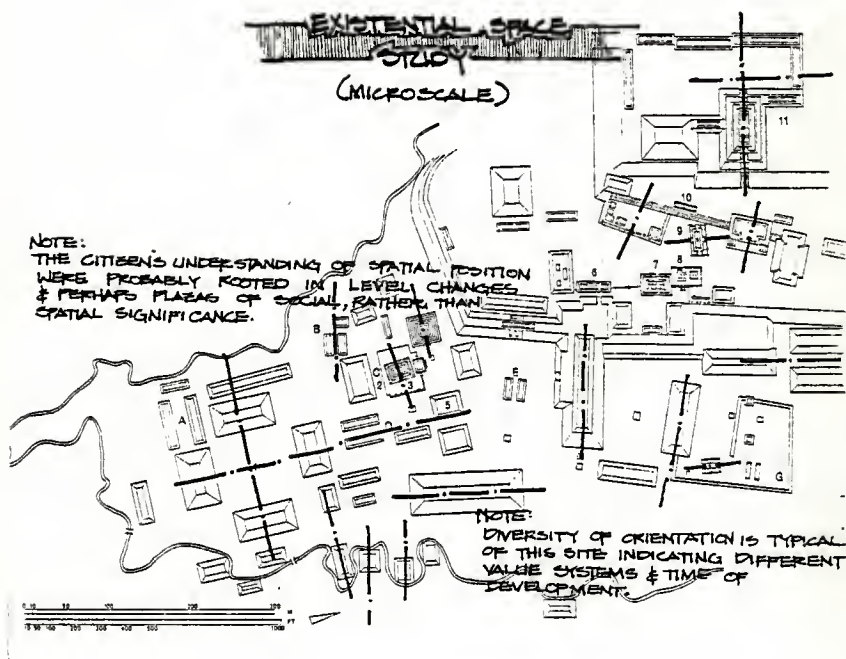 EXISTENTIAL SPACE
STUDY
(MICROSCALE)
11
10
9
8
7
6
NOTE:
THE CITIZEN'S UNDERSTANDING OF SPATIAL POSITION
WERE PROBABLY ROOTED IN LEVEL CHANGES
& PERHAPS PLAZAS OF SOCIAL, RATHER THAN
SPATIAL SIGNIFICANCE.
B
C
2
3
E
5
A
G
NOTE:
DIVERSITY OF ORIENTATION IS TYPICAL
OF THIS SITE INDICATING DIFFERENT
VALUE SYSTEMS & TIME OF
DEVELOPMENT.
M
FT
1000